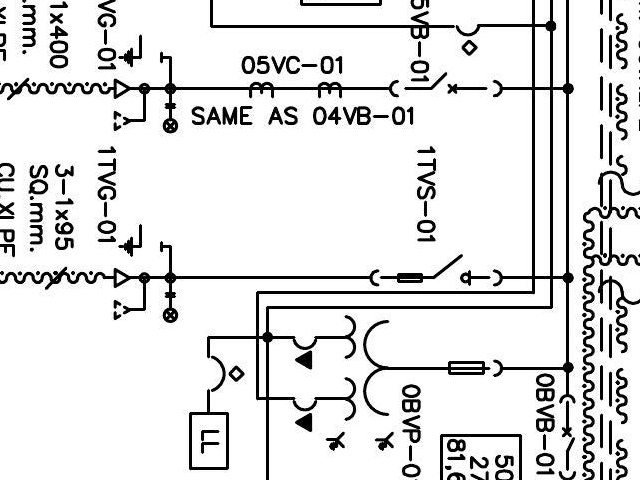 05VC-01
SAME AS 04VB-01
5VB-01
VG-01
1x400
mm.
1TVG-01
1TVS-01
3-1x95
SQ.mm.
CU.XLPE
0BVP-0
0BVB-01
LL
50
27
81,6